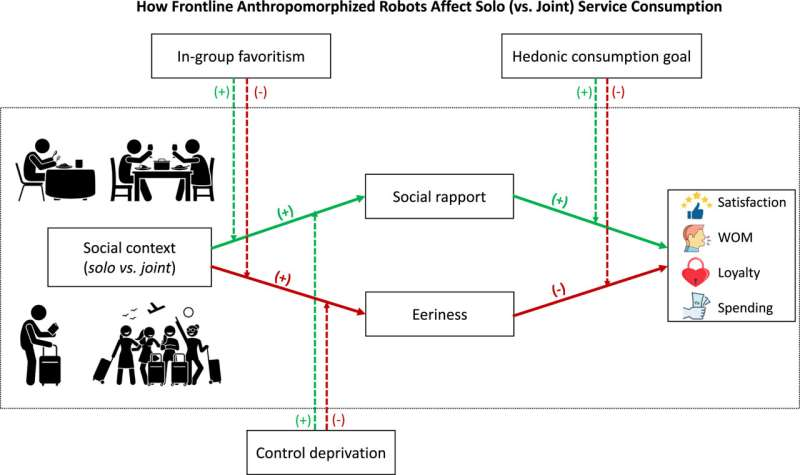 How Frontline Anthropomorphized Robots Affect Solo (vs. Joint) Service Consumption
In-group favoritism
Hedonic consumption goal
(+)
(-)
(+)
(-)
Social rapport
(+)
(+)
Satisfaction
WOM
Loyalty
Spending
Social context
(solo vs. joint)
(+)
(-)
Eeriness
(+)
(-)
Control deprivation